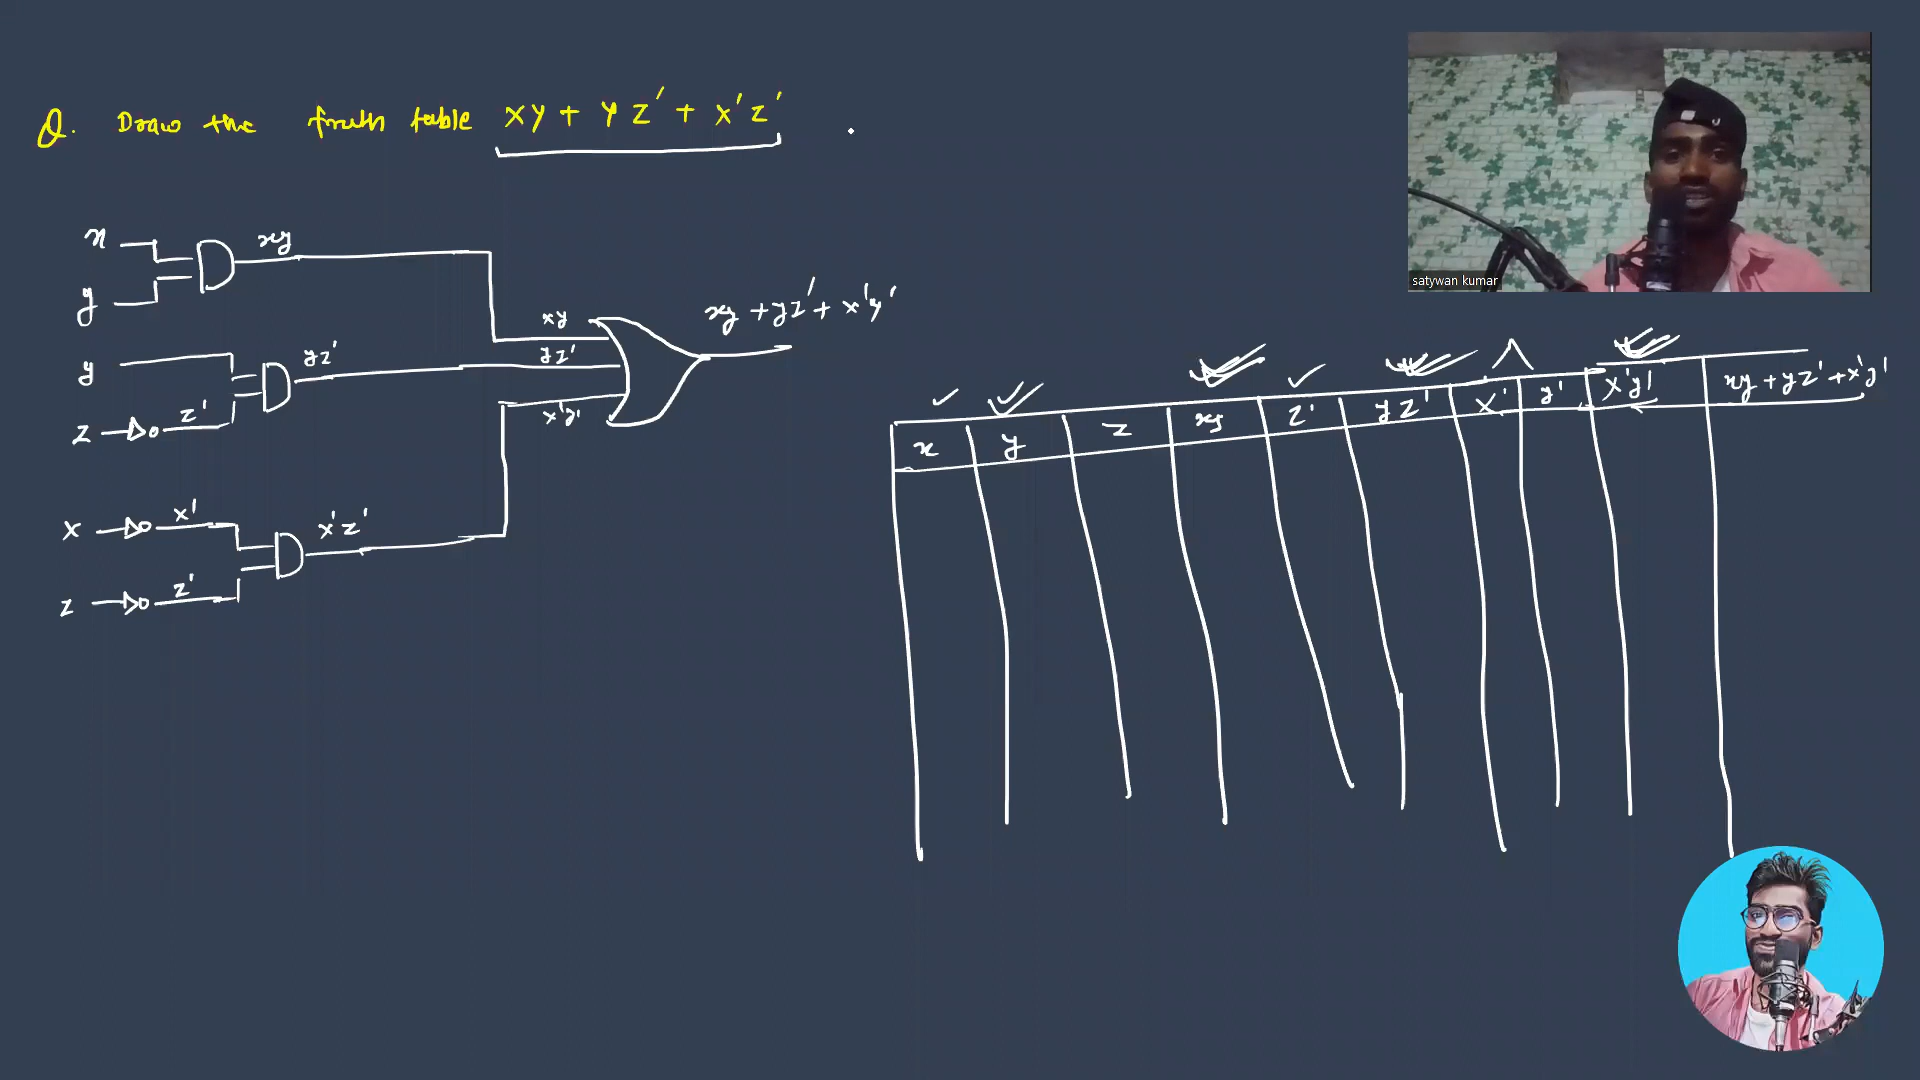 Q. Draw the truth table xy + yz' + x'z'
x
xy
y
y
yz'
z
z'
x
x'
x'z'
z
z'
xy
yz'
x'y'
xy + yz' + x'y'
satywan kumar
x y z xy z' yz' x' y' x'y' xy + yz' + x'y'